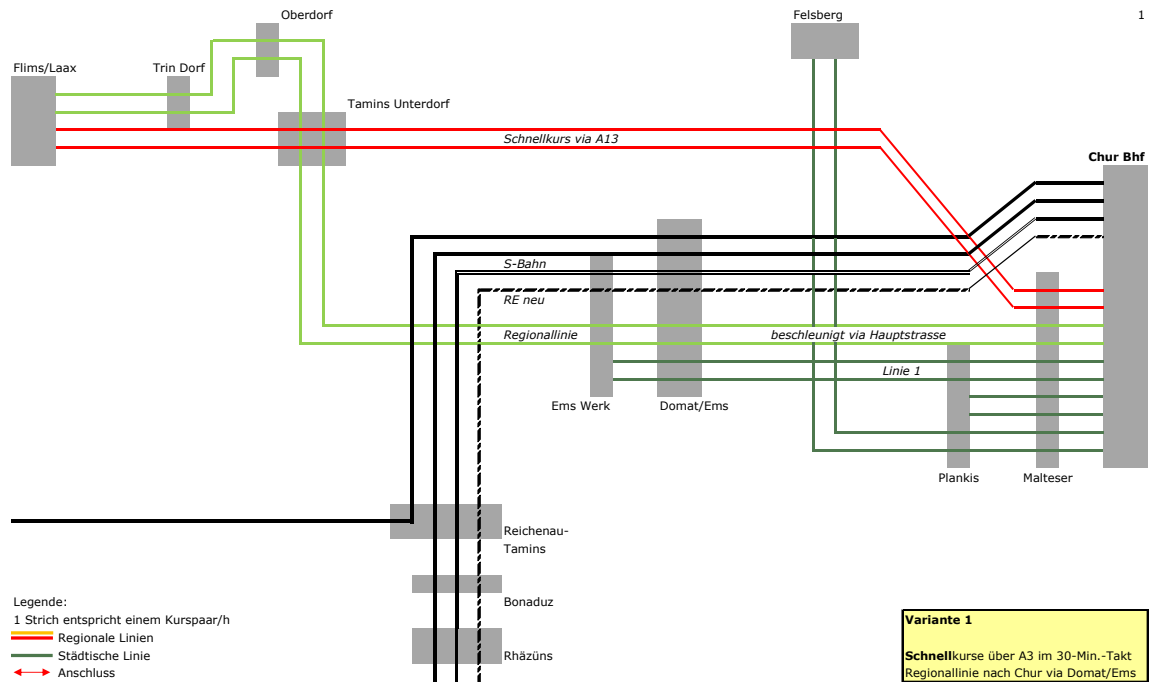 Oberdorf
Felsberg
1
Flims/Laax
Trin Dorf
Tamins Unterdorf
Schnellkurs via A13
Chur Bhf
S-Bahn
RE neu
Regionallinie
beschleunigt via Hauptstrasse
Linie 1
Ems Werk
Domat/Ems
Plankis
Malteser
Reichenau-
Tamins
Bonaduz
Rhäzüns
Legende:
1 Strich entspricht einem Kurspaar/h
Regionale Linien
Städtische Linie
Anschluss
Variante 1
Schnellkurse über A3 im 30-Min.-Takt
Regionallinie nach Chur via Domat/Ems